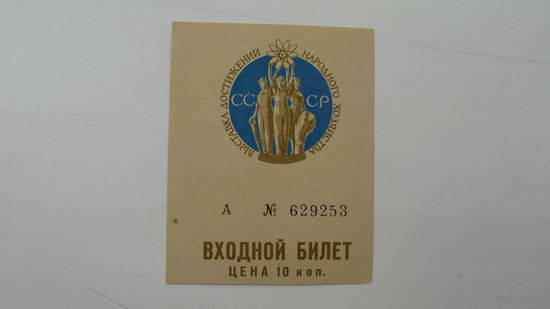 ВЫСТАВКА ДОСТИЖЕНИЙ НАРОДНОГО ХОЗЯЙСТВА
СССР
А № 629253
ВХОДНОЙ БИЛЕТ
ЦЕНА 10 коп.